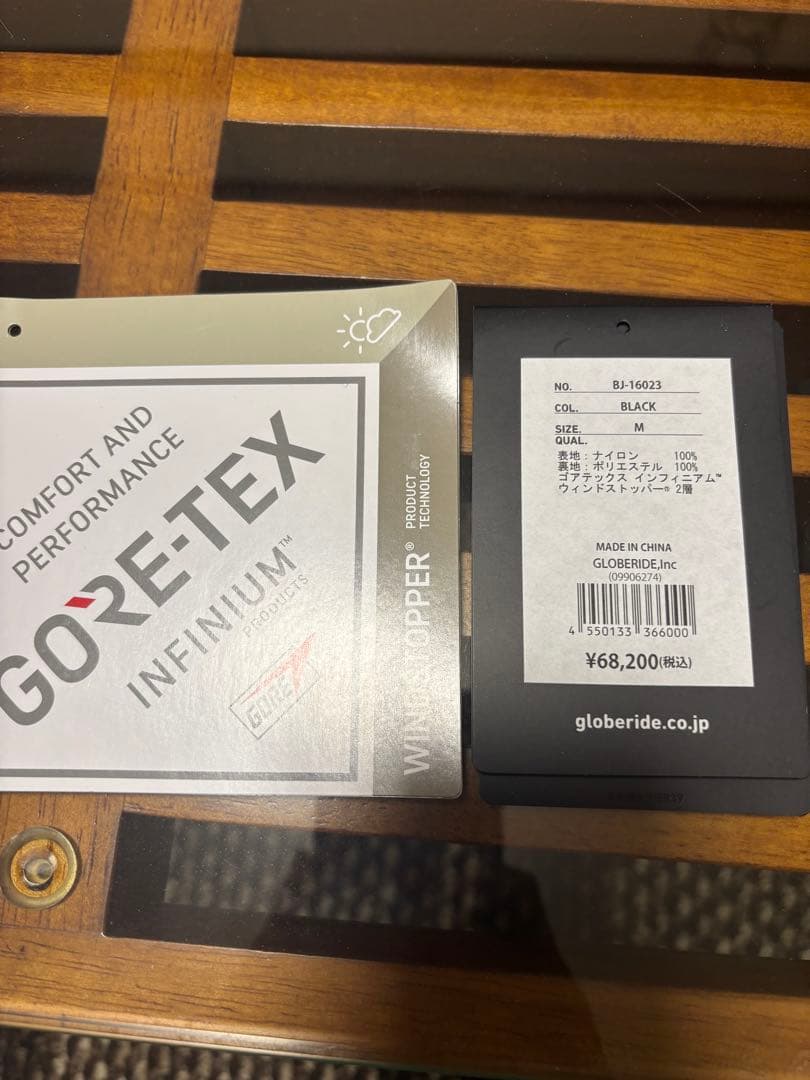 COMFORT AND
PERFORMANCE
GORE-TEX
INFINIUM™
PRODUCTS
GORE
WINDSTOPPER® PRODUCT
TECHNOLOGY
NO. BJ-16023
COL. BLACK
SIZE. M
QUAL.
表地：ナイロン 100%
裏地：ポリエステル 100%
ゴアテックス インフィニアム™
ウィンドストッパー® 2層
MADE IN CHINA
GLOBERIDE,Inc
(09906274)
4 550133 366000
¥68,200(税込)
globeride.co.jp